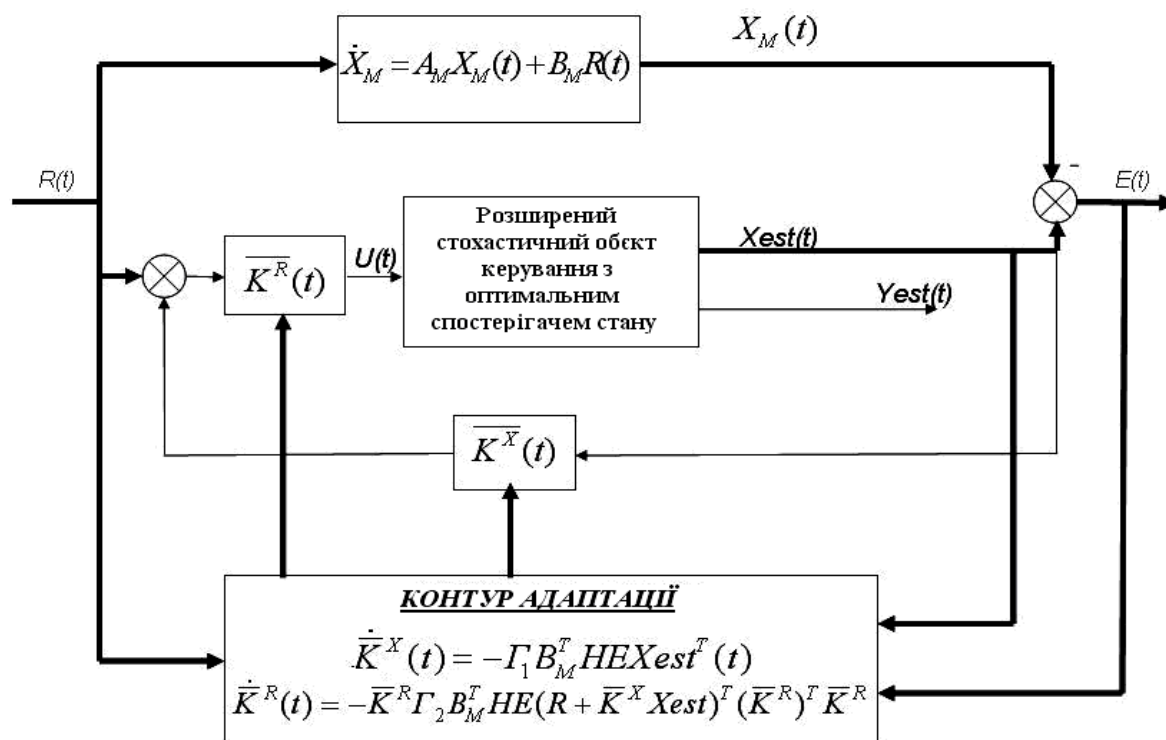 X_M(t)
Ẋ_M = A_M X_M(t) + B_M R(t)
-
R(t)
E(t)
Розширений
стохастичний обєкт
керування з
оптимальним
спостерігачем стану
Xest(t)
K̅^R(t)
U(t)
Yest(t)
K̅^X(t)
КОНТУР АДАПТАЦІЇ
K̅̇^X(t) = -Γ_1 B_M^T HEXest^T(t)
K̅̇^R(t) = -K̅^R Γ_2 B_M^T HE(R + K̅^X Xest)^T (K̅^R)^T K̅^R